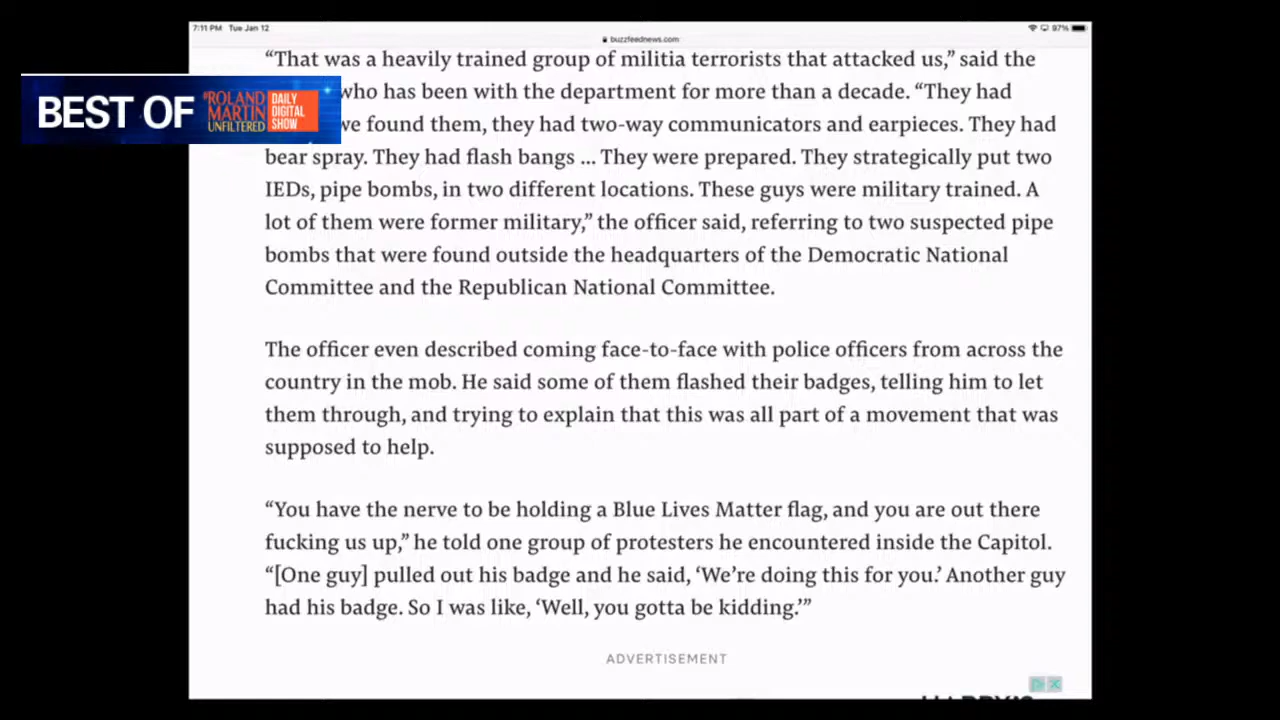 7:11 PM Tue Jan 12
97%
buzzfeednews.com
“That was a heavily trained group of militia terrorists that attacked us,” said the
who has been with the department for more than a decade. “They had
we found them, they had two-way communicators and earpieces. They had
bear spray. They had flash bangs ... They were prepared. They strategically put two
IEDs, pipe bombs, in two different locations. These guys were military trained. A
lot of them were former military,” the officer said, referring to two suspected pipe
bombs that were found outside the headquarters of the Democratic National
Committee and the Republican National Committee.
The officer even described coming face-to-face with police officers from across the
country in the mob. He said some of them flashed their badges, telling him to let
them through, and trying to explain that this was all part of a movement that was
supposed to help.
“You have the nerve to be holding a Blue Lives Matter flag, and you are out there
fucking us up,” he told one group of protesters he encountered inside the Capitol.
“[One guy] pulled out his badge and he said, ‘We’re doing this for you.’ Another guy
had his badge. So I was like, ‘Well, you gotta be kidding.’”
ADVERTISEMENT
BEST OF
#ROLAND
MARTIN
UNFILTERED
DAILY
DIGITAL
SHOW